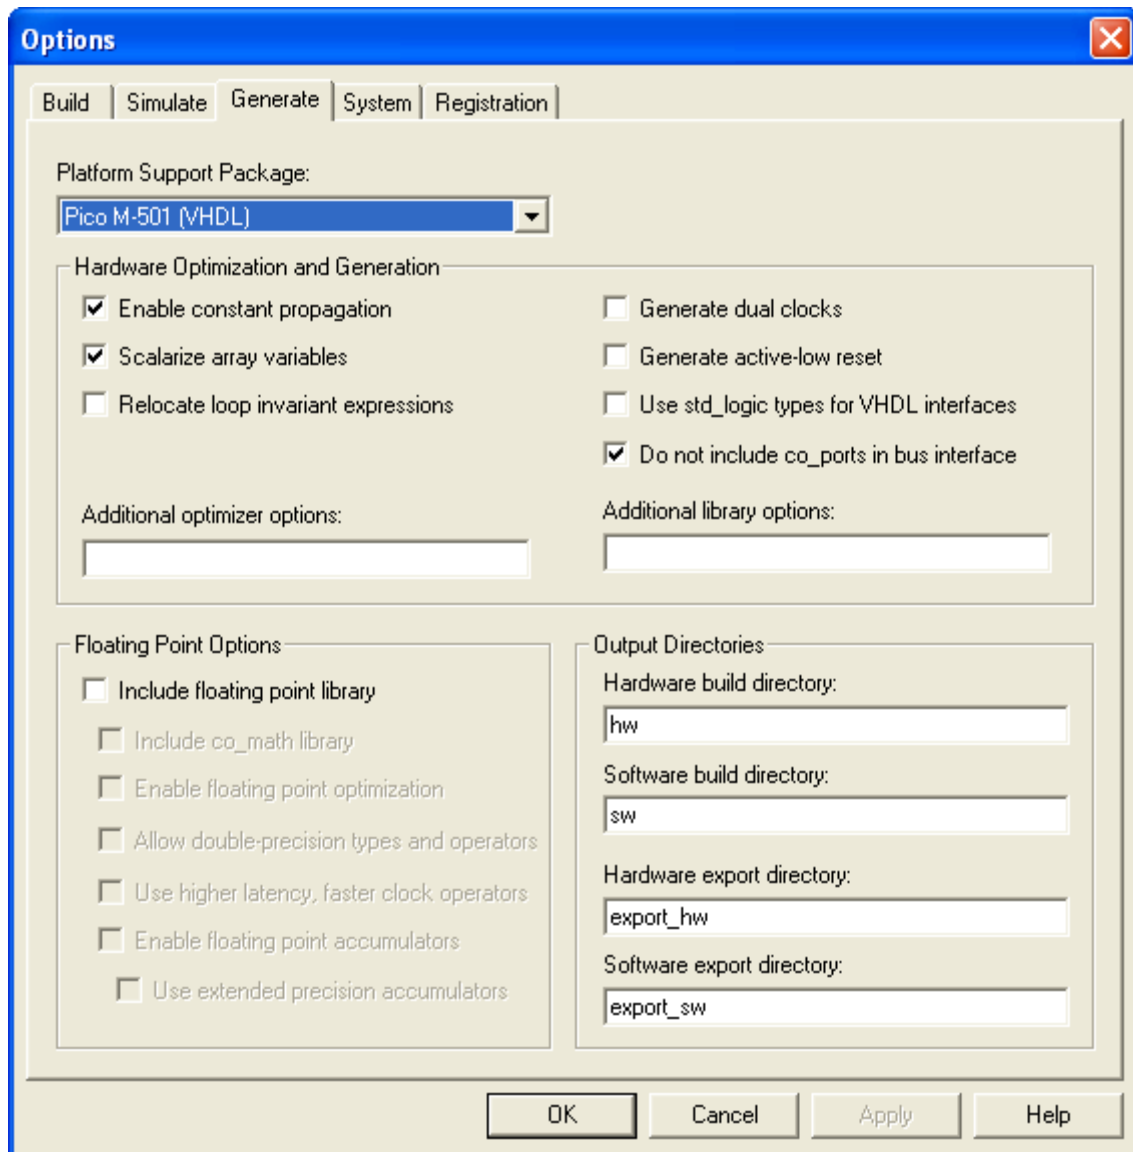 Options
Build Simulate Generate System Registration
Platform Support Package:
Pico M-501 (VHDL)
Hardware Optimization and Generation
Enable constant propagation
Scalarize array variables
Relocate loop invariant expressions
Generate dual clocks
Generate active-low reset
Use std_logic types for VHDL interfaces
Do not include co_ports in bus interface
Additional optimizer options:
Additional library options:
Floating Point Options
Include floating point library
Include co_math library
Enable floating point optimization
Allow double-precision types and operators
Use higher latency, faster clock operators
Enable floating point accumulators
Use extended precision accumulators
Output Directories
Hardware build directory:
hw
Software build directory:
sw
Hardware export directory:
export_hw
Software export directory:
export_sw
OK Cancel Apply Help